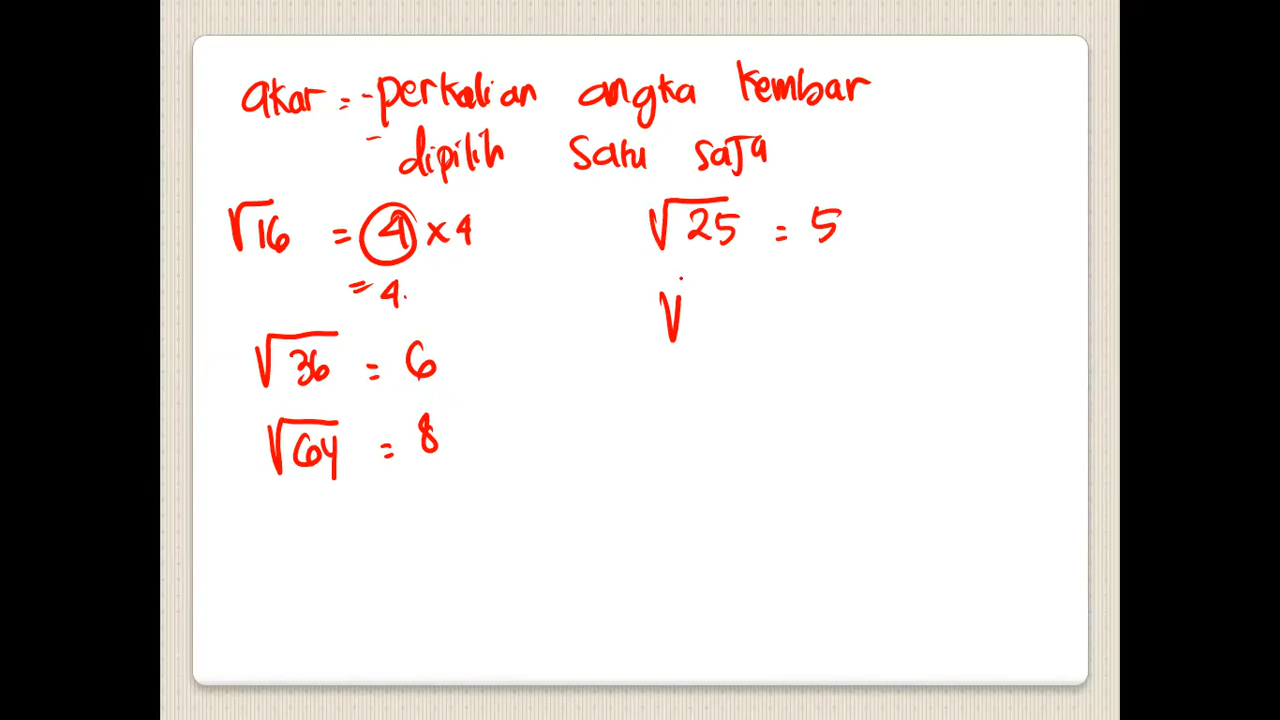 akar = - perkalian angka kembar
- dipilih satu saja
√16 = 4 × 4
= 4.
√36 = 6
√64 = 8
√25 = 5
√